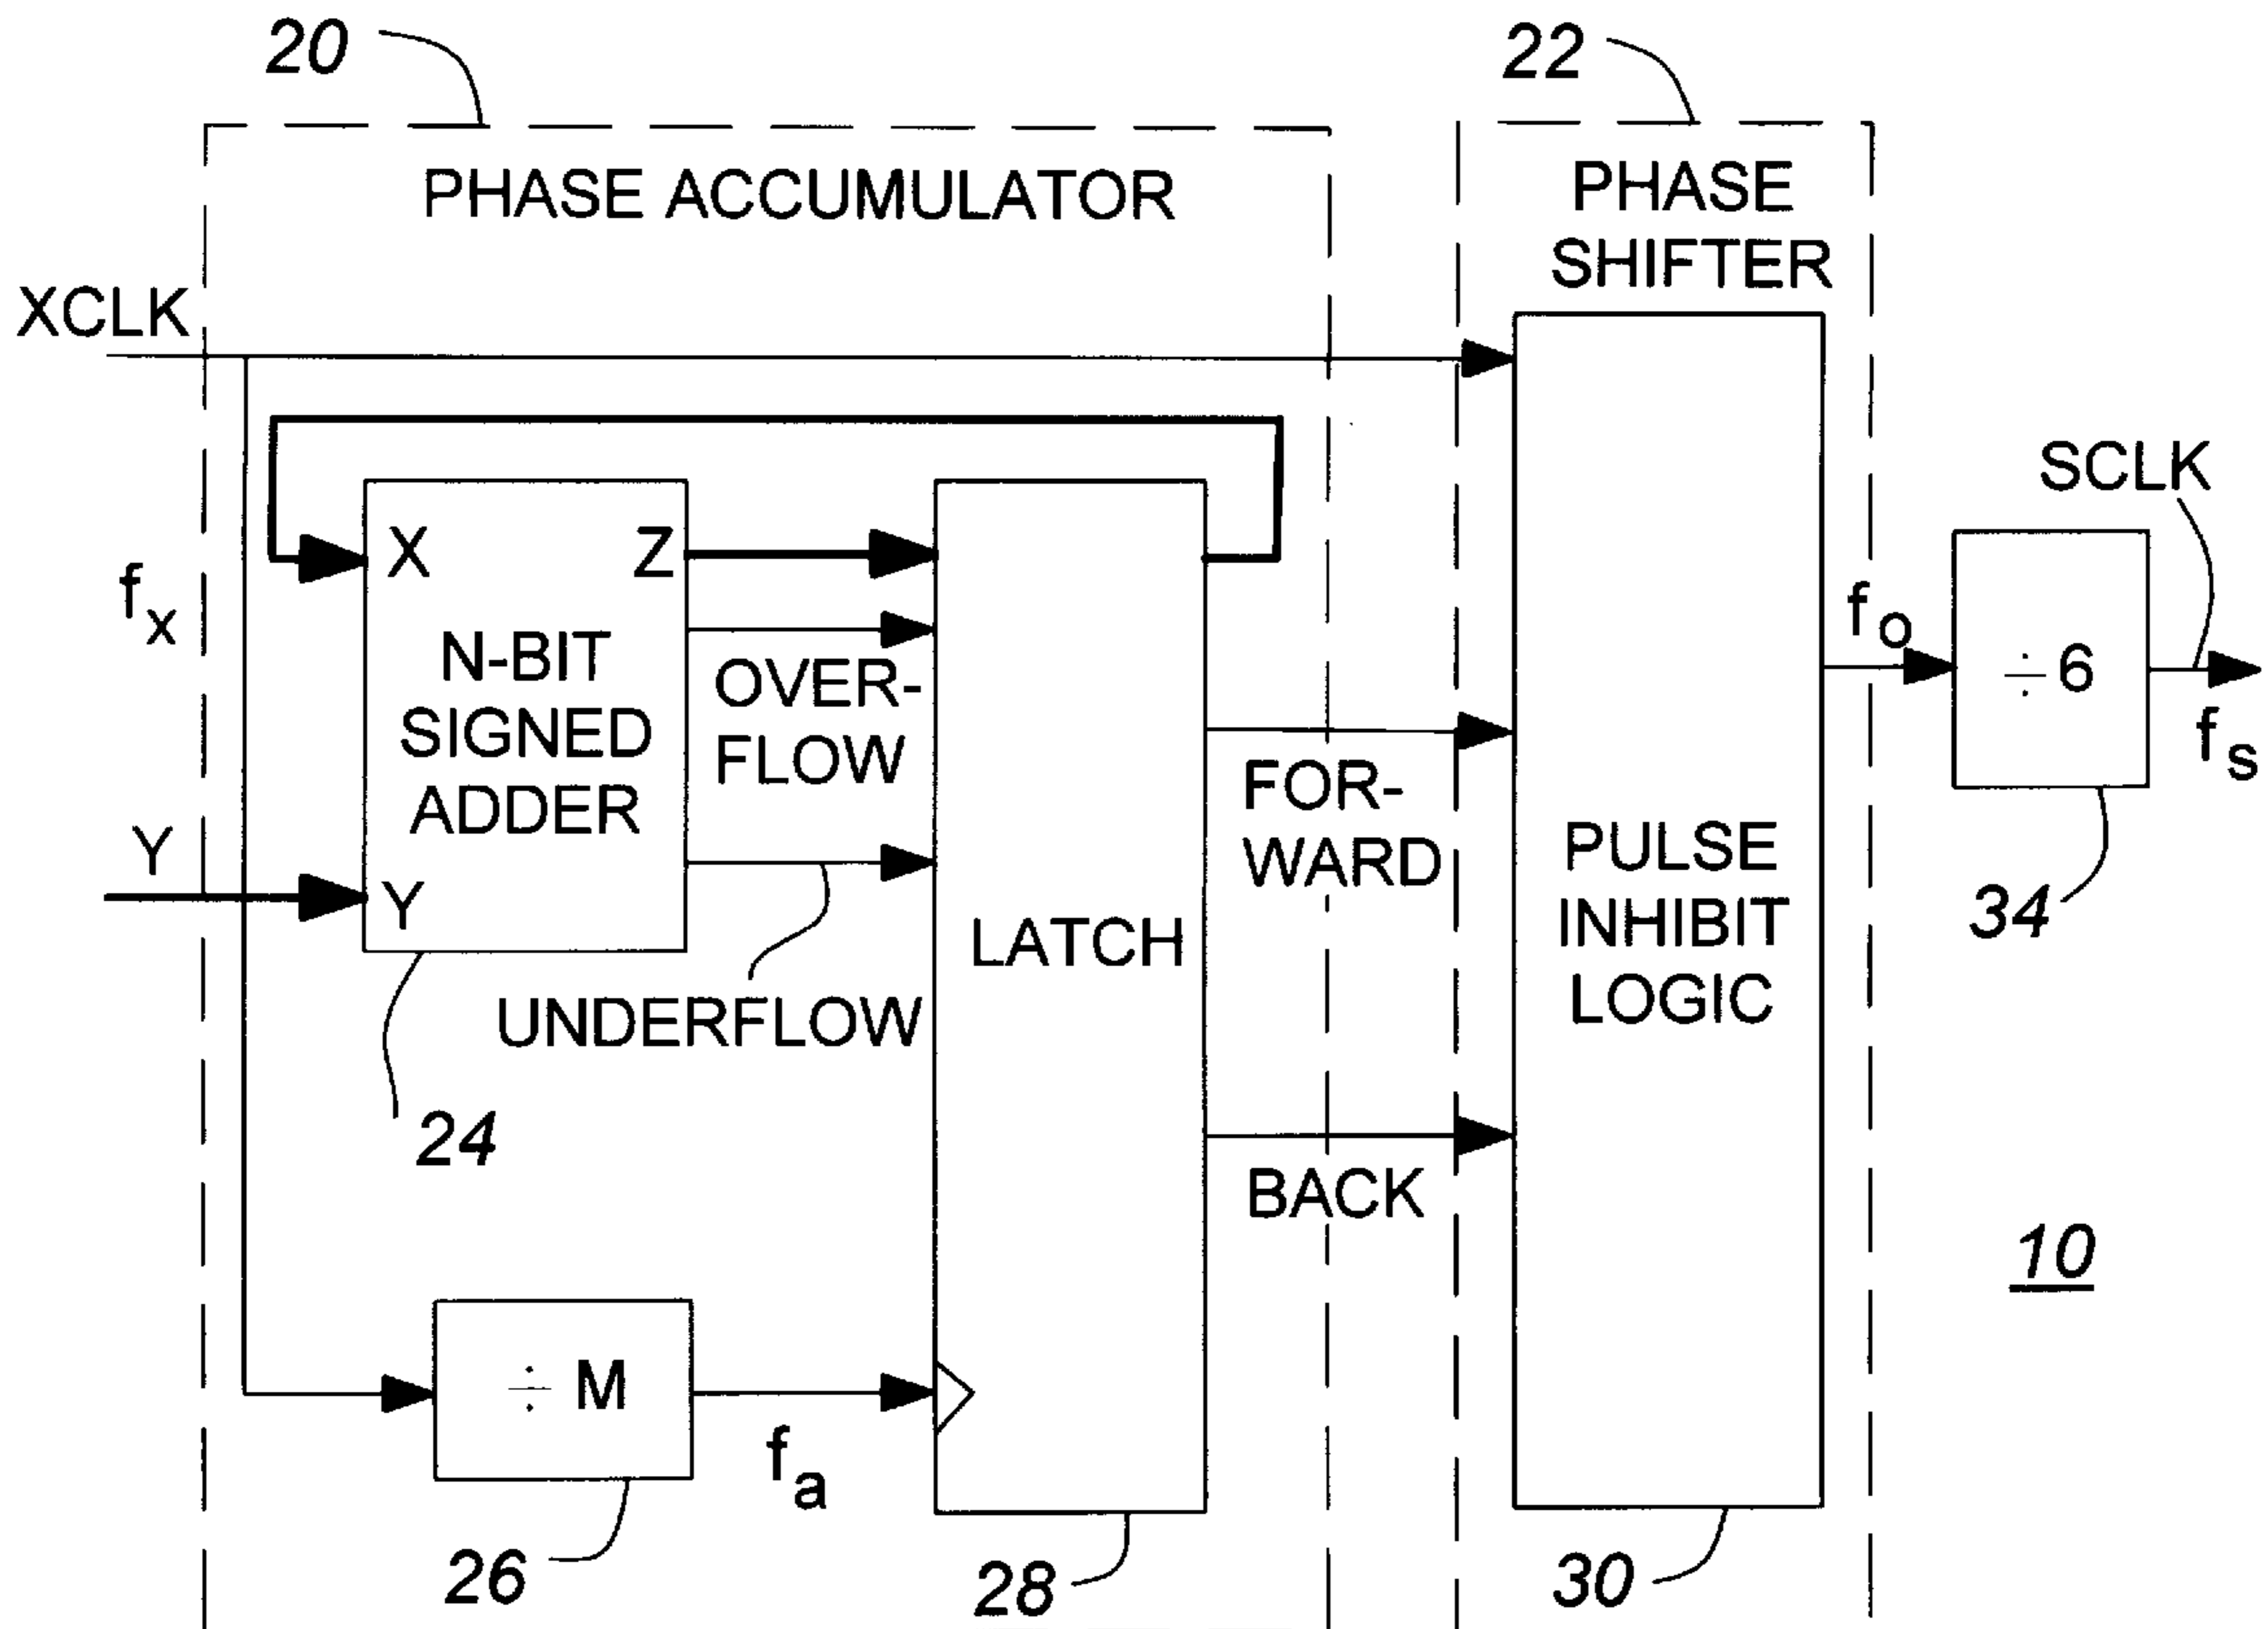 20
22
PHASE ACCUMULATOR
PHASE
SHIFTER
XCLK
SCLK
X
Z
fx
N-BIT
SIGNED
ADDER
OVER-
FLOW
fo
÷6
fs
FOR-
WARD
Y
Y
PULSE
INHIBIT
LOGIC
34
LATCH
UNDERFLOW
24
BACK
10
÷ M
fa
26
28
30